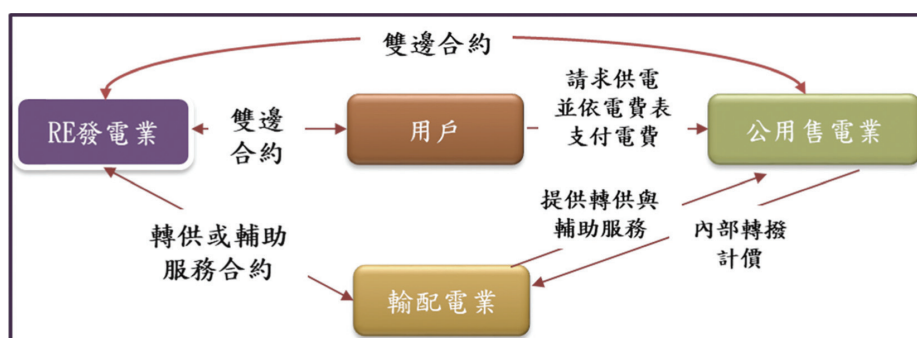 雙邊合約
RE發電業
雙邊
合約
用戶
請求供電
並依電費表
支付電費
公用售電業
轉供或輔助
服務合約
提供轉供與
輔助服務
內部轉撥
計價
輸配電業